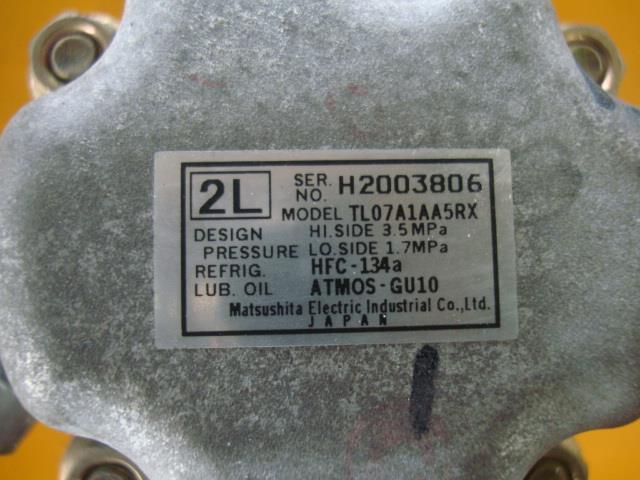 2L
SER. NO. H2003806
MODEL TL07A1AA5RX
DESIGN HI.SIDE 3.5MPa
PRESSURE LO.SIDE 1.7MPa
REFRIG. HFC-134a
LUB. OIL ATMOS-GU10
Matsushita Electric Industrial Co.,Ltd.
JAPAN